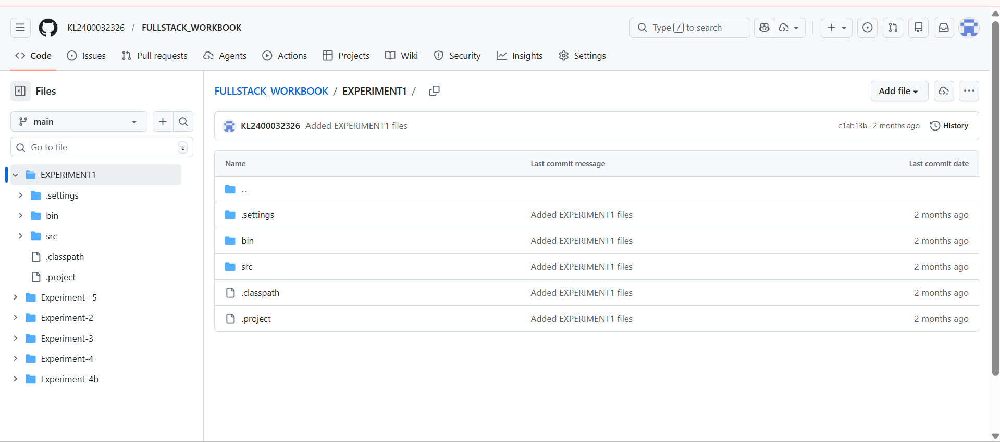 KL2400032326 / FULLSTACK_WORKBOOK
Type / to search
Code
Issues
Pull requests
Agents
Actions
Projects
Wiki
Security
Insights
Settings
Files
main
Go to file
t
EXPERIMENT1
.settings
bin
src
.classpath
.project
Experiment--5
Experiment-2
Experiment-3
Experiment-4
Experiment-4b
FULLSTACK_WORKBOOK / EXPERIMENT1 /
Add file
KL2400032326 Added EXPERIMENT1 files
c1ab13b · 2 months ago
History
Name Last commit message Last commit date
..
.settings Added EXPERIMENT1 files 2 months ago
bin Added EXPERIMENT1 files 2 months ago
src Added EXPERIMENT1 files 2 months ago
.classpath Added EXPERIMENT1 files 2 months ago
.project Added EXPERIMENT1 files 2 months ago